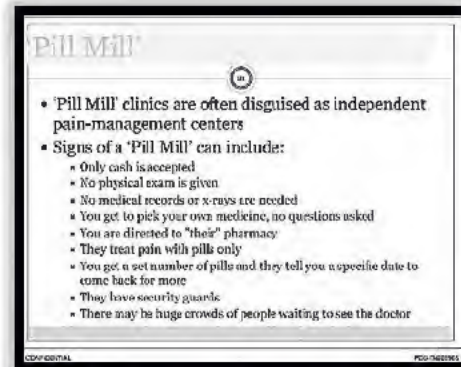 'Pill Mill'
• 'Pill Mill' clinics are often disguised as independent
pain-management centers
• Signs of a 'Pill Mill' can include:
Only cash is accepted
No physical exam is given
No medical records or x-rays are needed
You get to pick your own medicine, no questions asked
You are directed to "their" pharmacy
They treat pain with pills only
You get a set number of pills and they tell you a specific date to
come back for more
They have security guards
There may be huge crowds of people waiting to see the doctor
CONFIDENTIAL